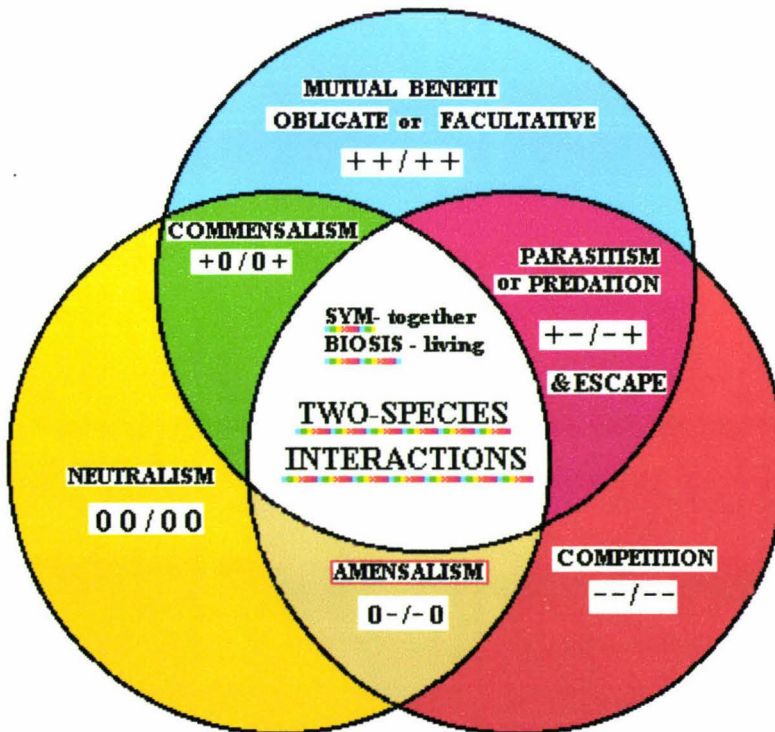 MUTUAL BENEFIT
OBLIGATE or FACULTATIVE
++/++
COMMENSALISM
+0/0+
PARASITISM
or PREDATION
+-/-+
& ESCAPE
SYM- together
BIOSIS - living
TWO-SPECIES
INTERACTIONS
NEUTRALISM
00/00
AMENSALISM
0-/-0
COMPETITION
--/--